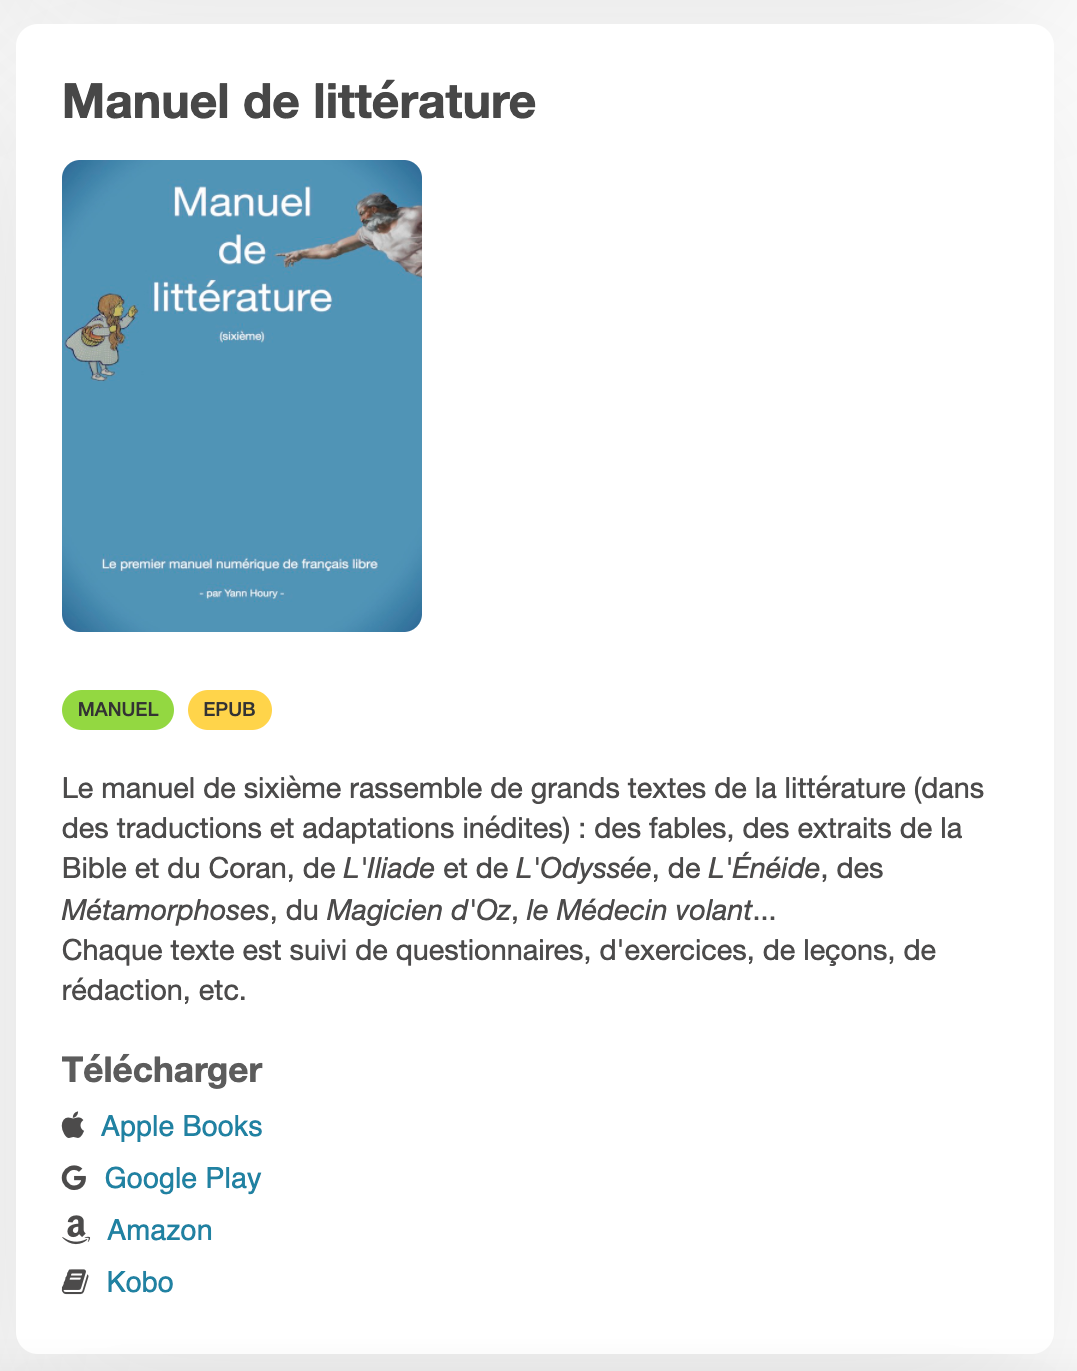 Manuel de littérature
Manuel
de
littérature
(sixième)
Le premier manuel numérique de français libre
- par Yann Houry -
MANUEL EPUB
Le manuel de sixième rassemble de grands textes de la littérature (dans
des traductions et adaptations inédites) : des fables, des extraits de la
Bible et du Coran, de L'Iliade et de L'Odyssée, de L'Énéide, des
Métamorphoses, du Magicien d'Oz, le Médecin volant...
Chaque texte est suivi de questionnaires, d'exercices, de leçons, de
rédaction, etc.
Télécharger
Apple Books
Google Play
Amazon
Kobo